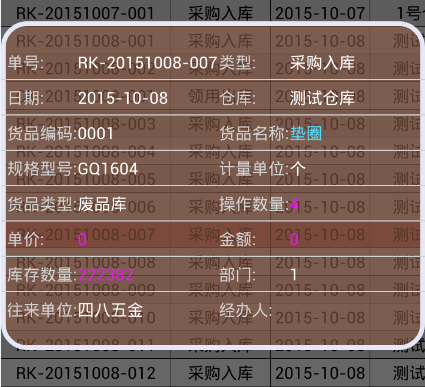 RK-20151007-001 采购入库 2015-10-07 1号
单号: RK-20151008-007 类型: 采购入库
日期: 2015-10-08 仓库: 测试仓库
货品编码:0001 货品名称:垫圈
规格型号:GQ1604 计量单位:个
货品类型:废品库 操作数量:4
单价: 0 金额: 0
库存数量:222382 部门: 1
往来单位:四八五金 经办人:
RK-20151008-012 采购入库 2015-10-08 测试